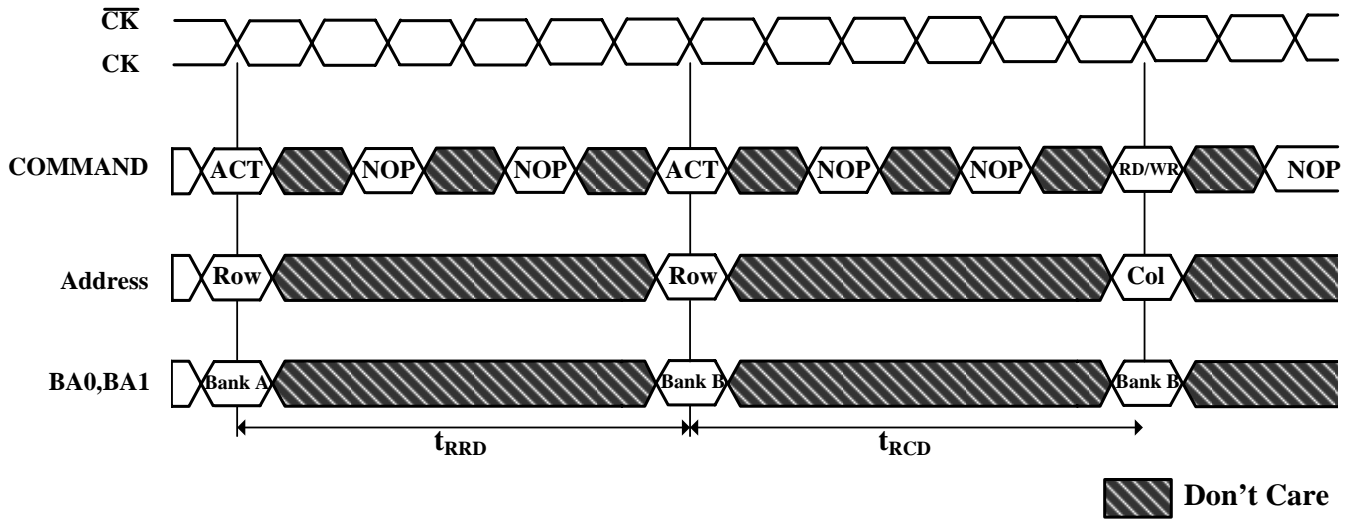 CK
CK
COMMAND ACT NOP NOP ACT NOP NOP RD/WR NOP
Address Row Row Col
BA0,BA1 Bank A Bank B Bank B
tRRD tRCD
Don't Care